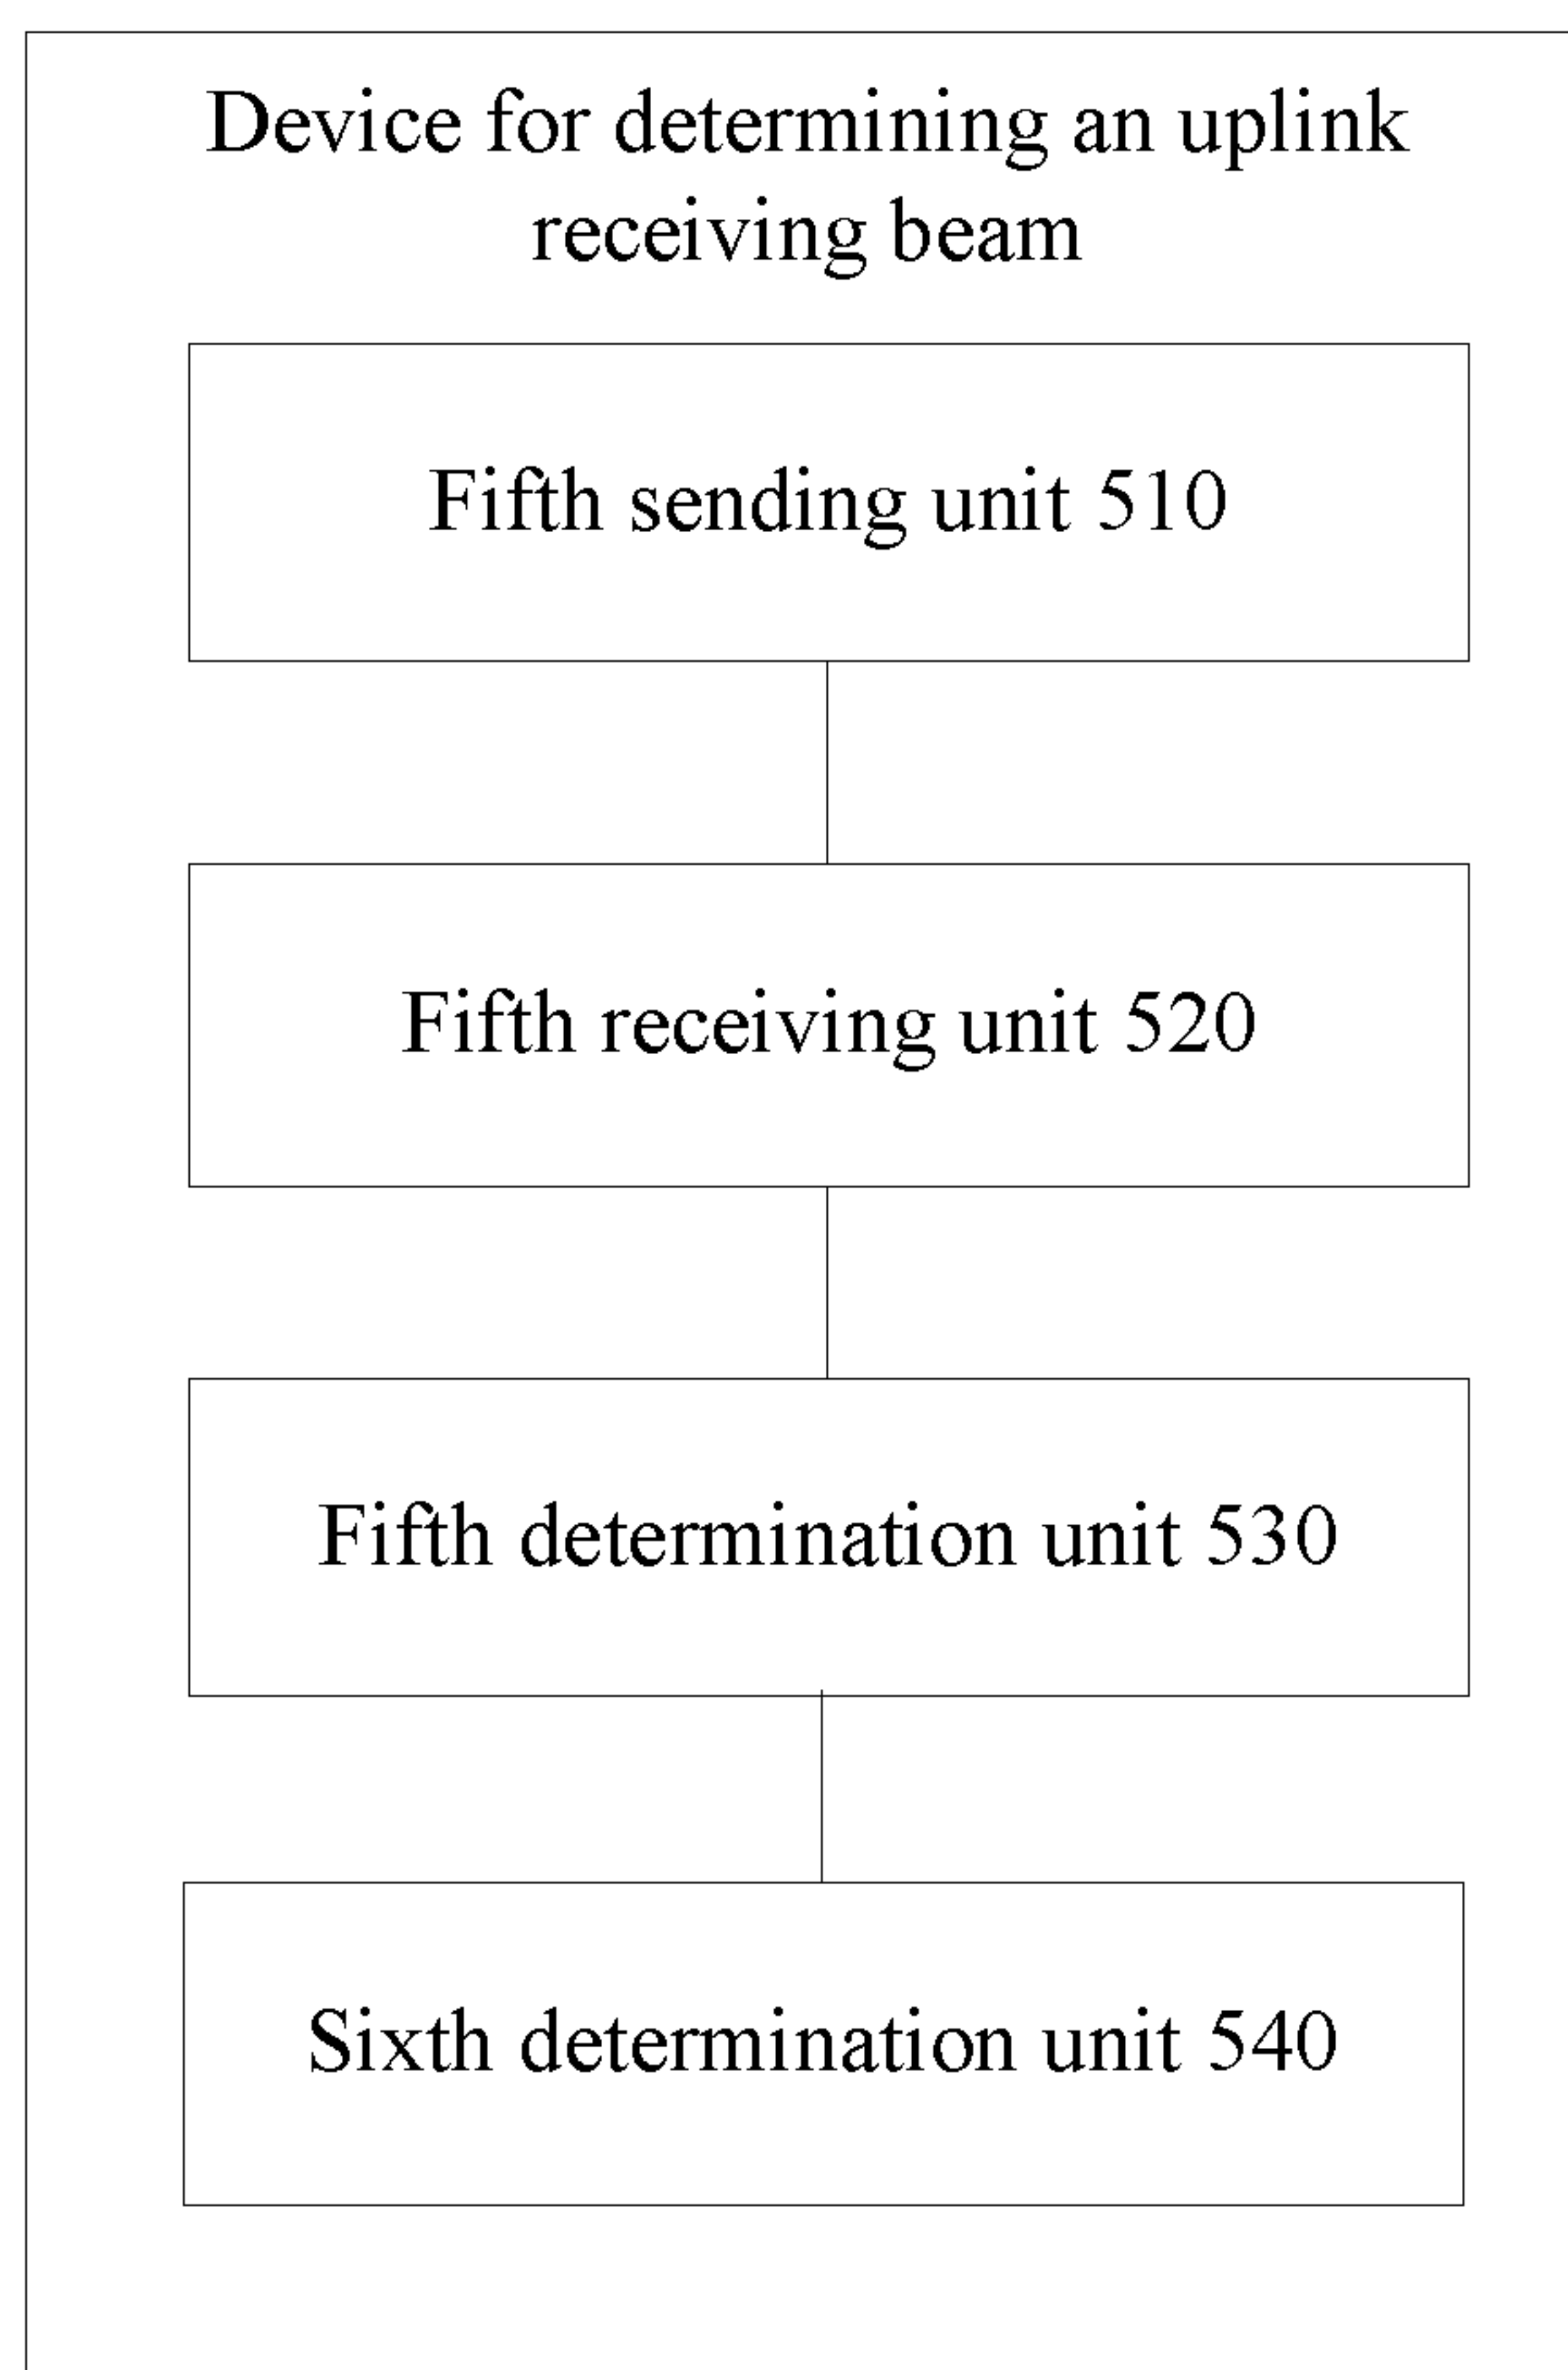 Device for determining an uplink
receiving beam
Fifth sending unit 510
Fifth receiving unit 520
Fifth determination unit 530
Sixth determination unit 540